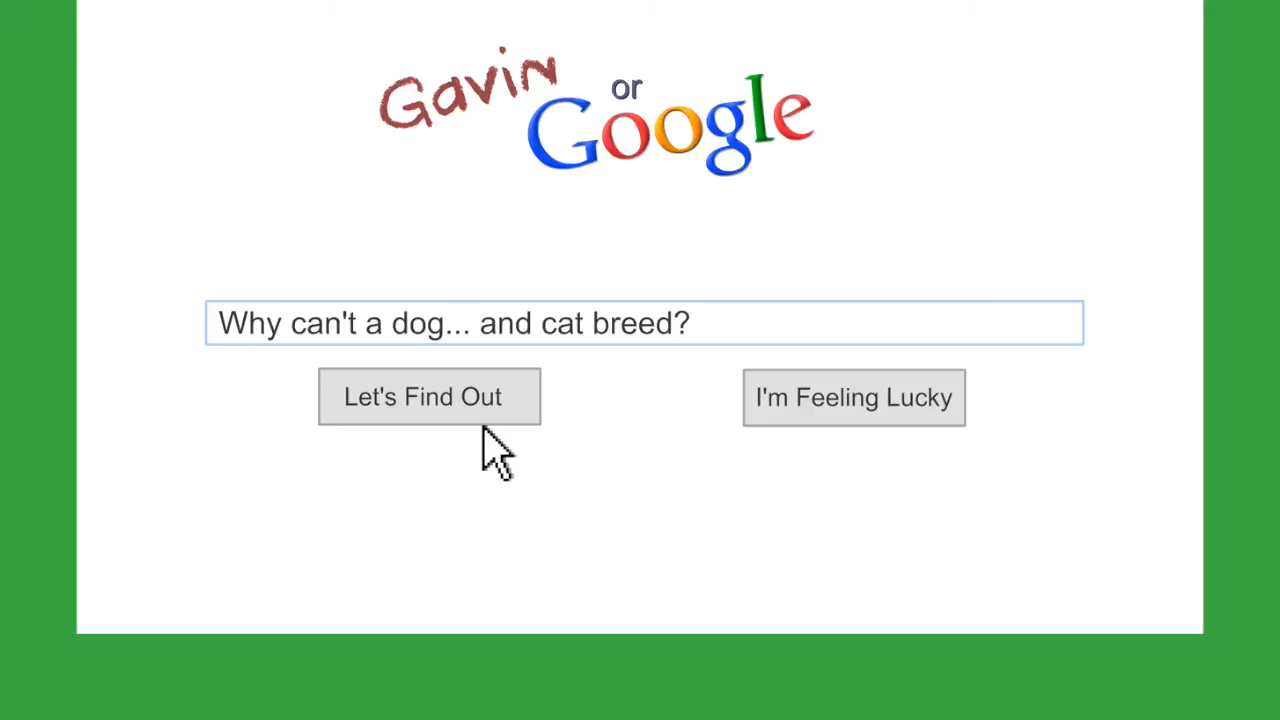 Gavin or Google
Why can't a dog... and cat breed?
Let's Find Out
I'm Feeling Lucky